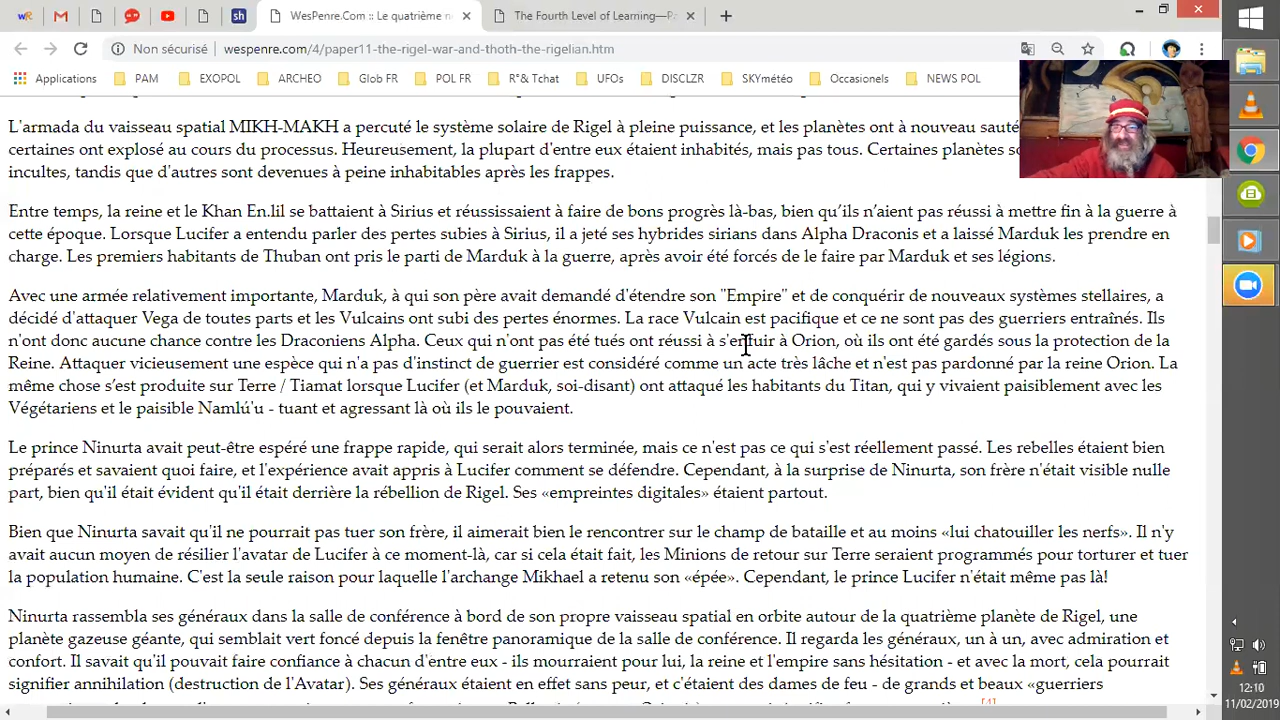 WesPenre.Com :: Le quatrième n
The Fourth Level of Learning—Pa
Non sécurisé
wespenre.com/4/paper11-the-rigel-war-and-thoth-the-rigelian.htm
Applications
PAM
EXOPOL
ARCHEO
Glob FR
POL FR
R°& Tchat
UFOs
DISCLZR
SKYmétéo
Occasionels
NEWS POL
L'armada du vaisseau spatial MIKH-MAKH a percuté le système solaire de Rigel à pleine puissance, et les planètes ont à nouveau sauté
certaines ont explosé au cours du processus. Heureusement, la plupart d'entre eux étaient inhabités, mais pas tous. Certaines planètes
incultes, tandis que d'autres sont devenues à peine inhabitables après les frappes.
Entre temps, la reine et le Khan En.lil se battaient à Sirius et réussissaient à faire de bons progrès là-bas, bien qu’ils n’aient pas réussi à mettre fin à la guerre à
cette époque. Lorsque Lucifer a entendu parler des pertes subies à Sirius, il a jeté ses hybrides sirians dans Alpha Draconis et a laissé Marduk les prendre en
charge. Les premiers habitants de Thuban ont pris le parti de Marduk à la guerre, après avoir été forcés de le faire par Marduk et ses légions.
Avec une armée relativement importante, Marduk, à qui son père avait demandé d'étendre son "Empire" et de conquérir de nouveaux systèmes stellaires, a
décidé d'attaquer Vega de toutes parts et les Vulcains ont subi des pertes énormes. La race Vulcain est pacifique et ce ne sont pas des guerriers entraînés. Ils
n'ont donc aucune chance contre les Draconiens Alpha. Ceux qui n'ont pas été tués ont réussi à s'enfuir à Orion, où ils ont été gardés sous la protection de la
Reine. Attaquer vicieusement une espèce qui n'a pas d'instinct de guerrier est considéré comme un acte très lâche et n'est pas pardonné par la reine Orion. La
même chose s’est produite sur Terre / Tiamat lorsque Lucifer (et Marduk, soi-disant) ont attaqué les habitants du Titan, qui y vivaient paisiblement avec les
Végétariens et le paisible Namlú'u - tuant et agressant là où ils le pouvaient.
Le prince Ninurta avait peut-être espéré une frappe rapide, qui serait alors terminée, mais ce n'est pas ce qui s'est réellement passé. Les rebelles étaient bien
préparés et savaient quoi faire, et l'expérience avait appris à Lucifer comment se défendre. Cependant, à la surprise de Ninurta, son frère n'était visible nulle
part, bien qu'il était évident qu'il était derrière la rébellion de Rigel. Ses «empreintes digitales» étaient partout.
Bien que Ninurta savait qu'il ne pourrait pas tuer son frère, il aimerait bien le rencontrer sur le champ de bataille et au moins «lui chatouiller les nerfs». Il n'y
avait aucun moyen de résilier l'avatar de Lucifer à ce moment-là, car si cela était fait, les Minions de retour sur Terre seraient programmés pour torturer et tuer
la population humaine. C'est la seule raison pour laquelle l'archange Mikhael a retenu son «épée». Cependant, le prince Lucifer n'était même pas là!
Ninurta rassembla ses généraux dans la salle de conférence à bord de son propre vaisseau spatial en orbite autour de la quatrième planète de Rigel, une
planète gazeuse géante, qui semblait vert foncé depuis la fenêtre panoramique de la salle de conférence. Il regarda les généraux, un à un, avec admiration et
confort. Il savait qu'il pouvait faire confiance à chacun d'entre eux - ils mourraient pour lui, la reine et l'empire sans hésitation - et avec la mort, cela pourrait
signifier annihilation (destruction de l'Avatar). Ses généraux étaient en effet sans peur, et c'étaient des dames de feu - de grands et beaux «guerriers
[4]
12:10
11/02/2019